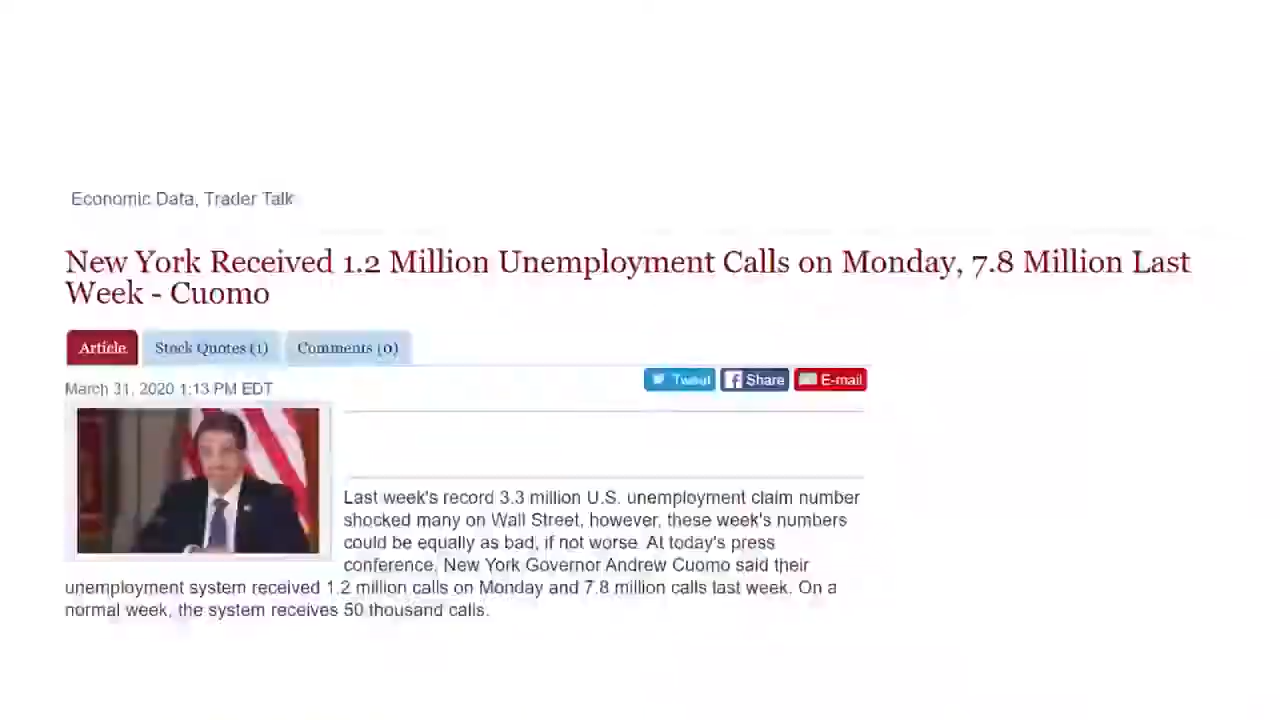 Economic Data, Trader Talk
New York Received 1.2 Million Unemployment Calls on Monday, 7.8 Million Last
Week - Cuomo
Article Stock Quotes (1) Comments (0)
March 31, 2020 1:13 PM EDT
Tweet Share E-mail
Last week's record 3.3 million U.S. unemployment claim number
shocked many on Wall Street, however, these week's numbers
could be equally as bad, if not worse. At today's press
conference, New York Governor Andrew Cuomo said their
unemployment system received 1.2 million calls on Monday and 7.8 million calls last week. On a
normal week, the system receives 50 thousand calls.